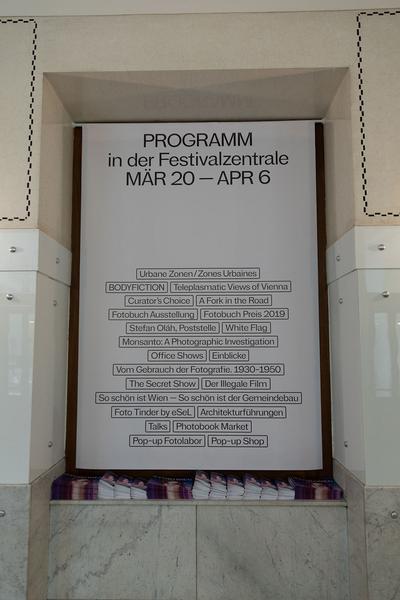 PROGRAMM
in der Festivalzentrale
MÄR 20 — APR 6
Urbane Zonen / Zones Urbaines
BODYFICTION Teleplasmatic Views of Vienna
Curator's Choice A Fork in the Road
Fotobuch Ausstellung Fotobuch Preis 2019
Stefan Oláh, Poststelle White Flag
Monsanto: A Photographic Investigation
Office Shows Einblicke
Vom Gebrauch der Fotografie. 1930–1950
The Secret Show Der Illegale Film
So schön ist Wien — So schön ist der Gemeindebau
Foto Tinder by eSeL Architekturführungen
Talks Photobook Market
Pop-up Fotolabor Pop-up Shop